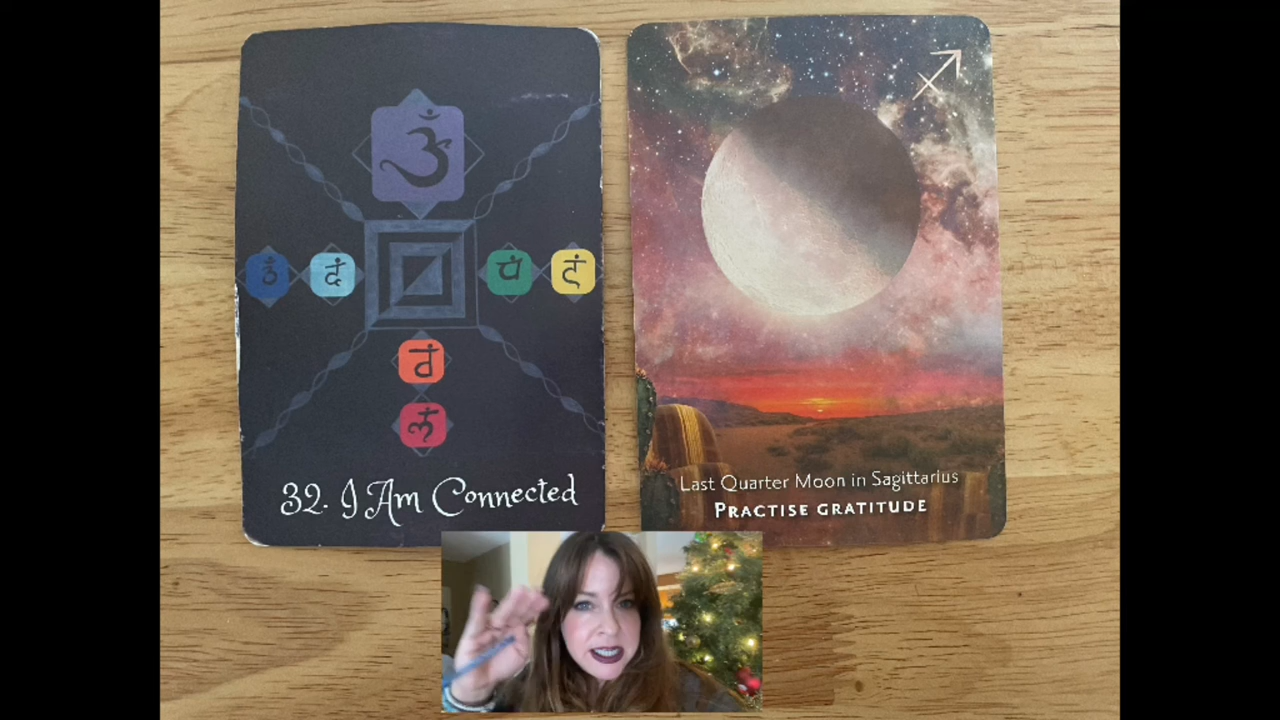 ॐ
32. I Am Connected
Last Quarter Moon in Sagittarius
PRACTISE GRATITUDE